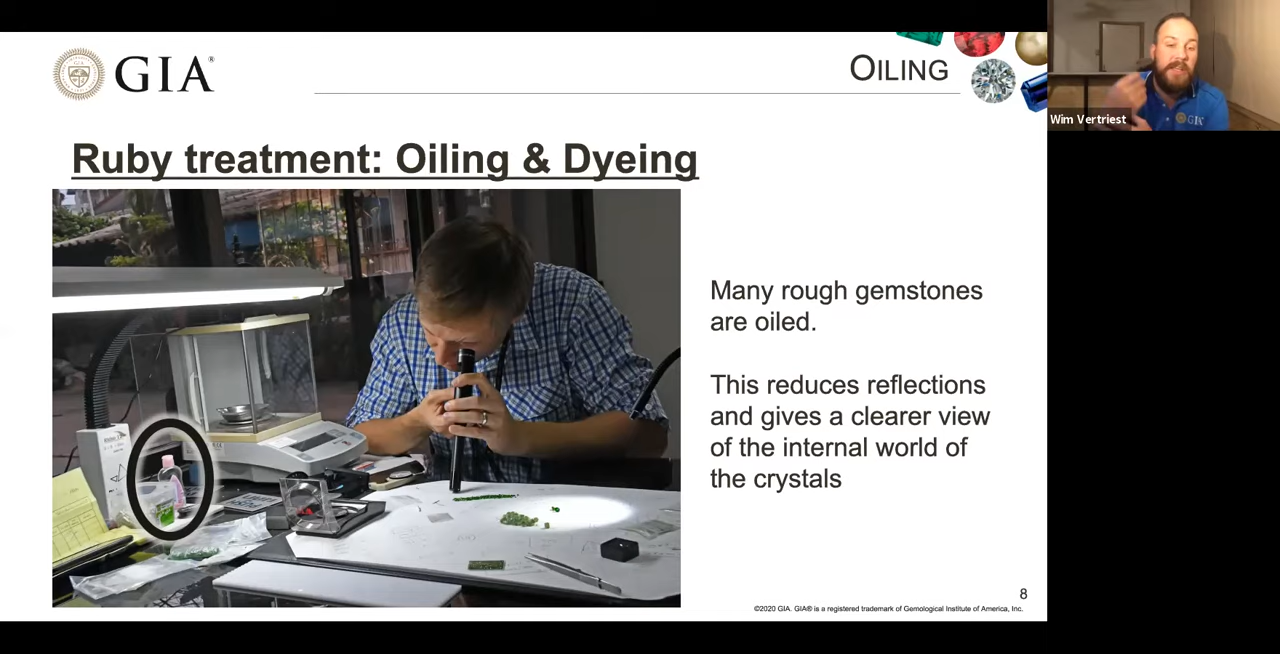 GIA®
OILING
Wim Vertriest
GIA
Ruby treatment: Oiling & Dyeing
Many rough gemstones
are oiled.
This reduces reflections
and gives a clearer view
of the internal world of
the crystals
8
©2020 GIA. GIA® is a registered trademark of Gemological Institute of America, Inc.